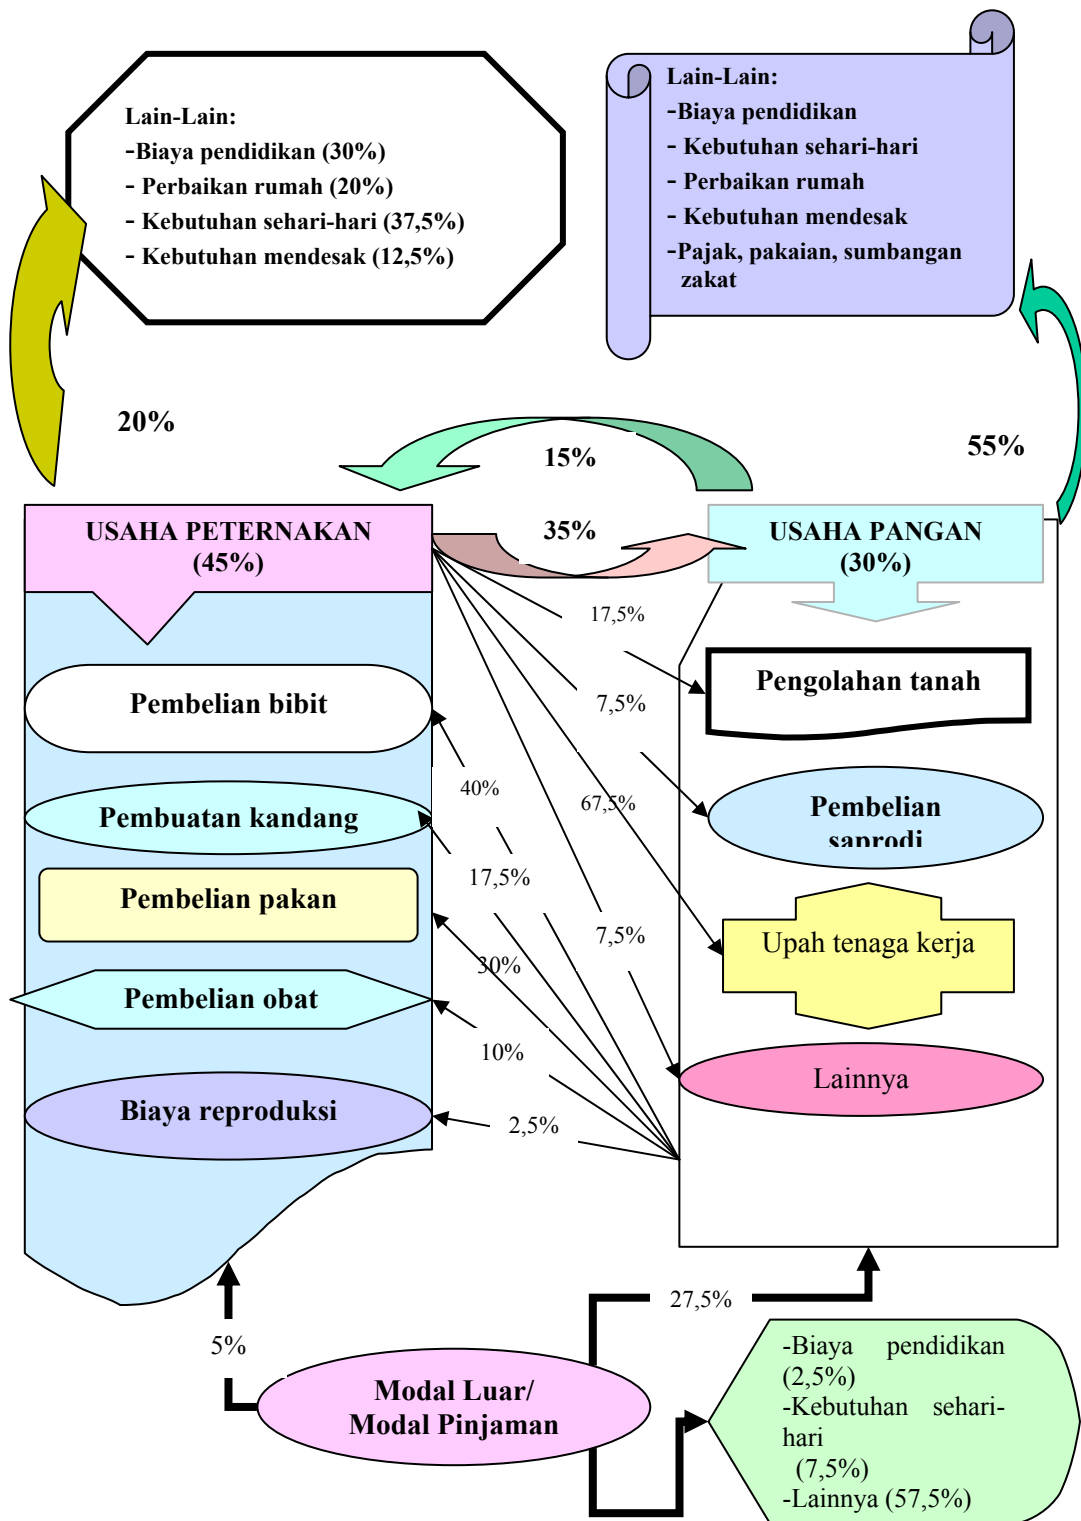 Lain-Lain:
-Biaya pendidikan (30%)
- Perbaikan rumah (20%)
- Kebutuhan sehari-hari (37,5%)
- Kebutuhan mendesak (12,5%)
Lain-Lain:
-Biaya pendidikan
- Kebutuhan sehari-hari
- Perbaikan rumah
- Kebutuhan mendesak
-Pajak, pakaian, sumbangan
zakat
20%
15%
55%
35%
USAHA PETERNAKAN
(45%)
USAHA PANGAN
(30%)
17,5%
Pengolahan tanah
Pembelian bibit
7,5%
40%
67,5%
Pembuatan kandang
Pembelian
saprodi
17,5%
Pembelian pakan
7,5%
Upah tenaga kerja
30%
Pembelian obat
10%
Lainnya
Biaya reproduksi
2,5%
27,5%
5%
Modal Luar/
Modal Pinjaman
-Biaya pendidikan
(2,5%)
-Kebutuhan sehari-
hari
(7,5%)
-Lainnya (57,5%)